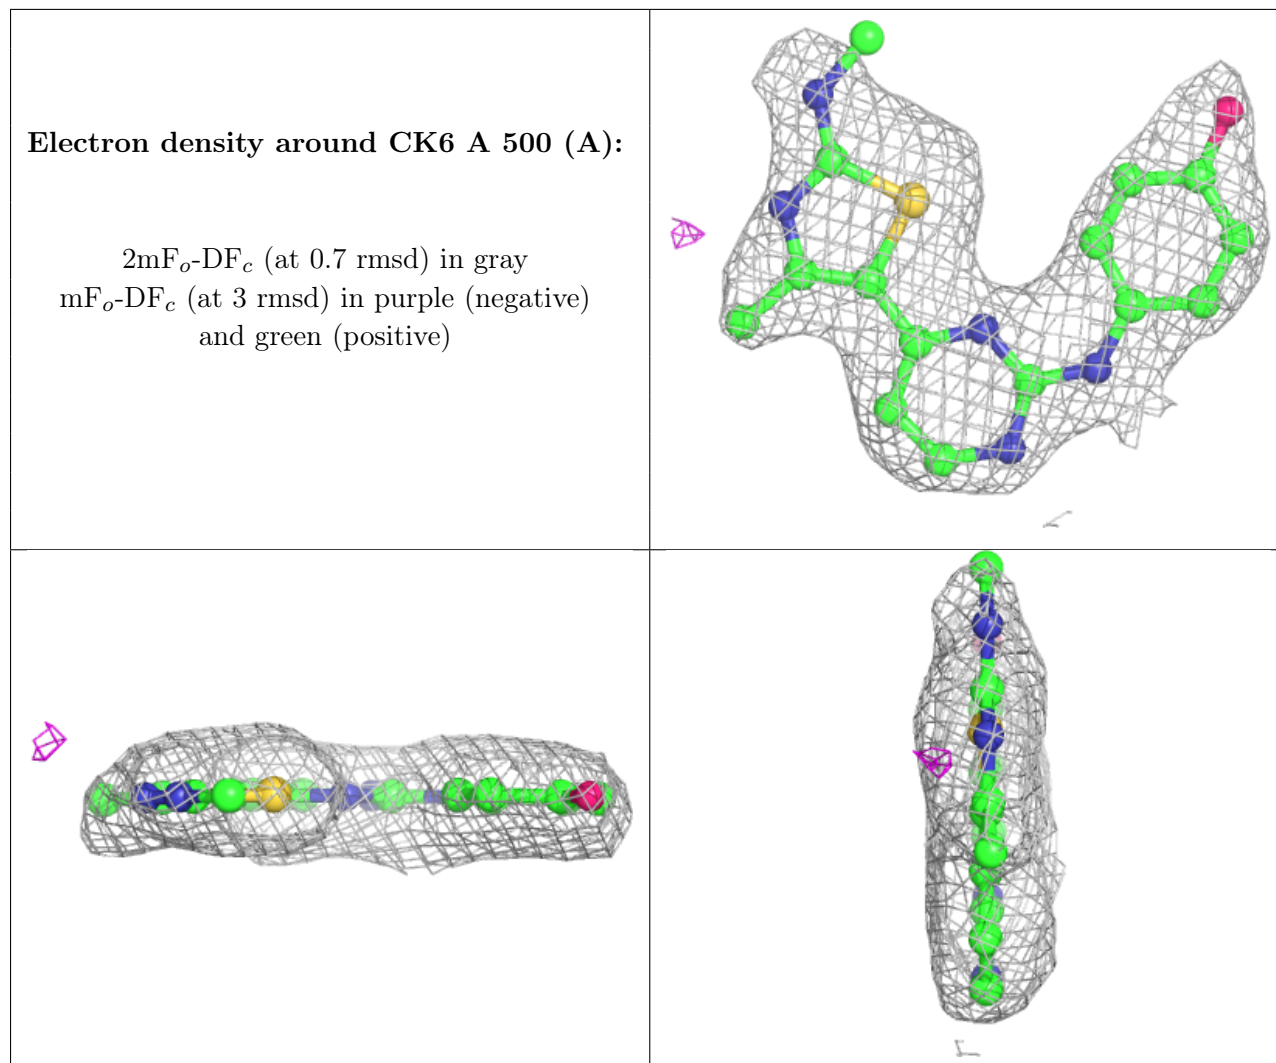 Electron density around CK6 A 500 (A):
2mFo-DFc (at 0.7 rmsd) in gray
mFo-DFc (at 3 rmsd) in purple (negative)
and green (positive)